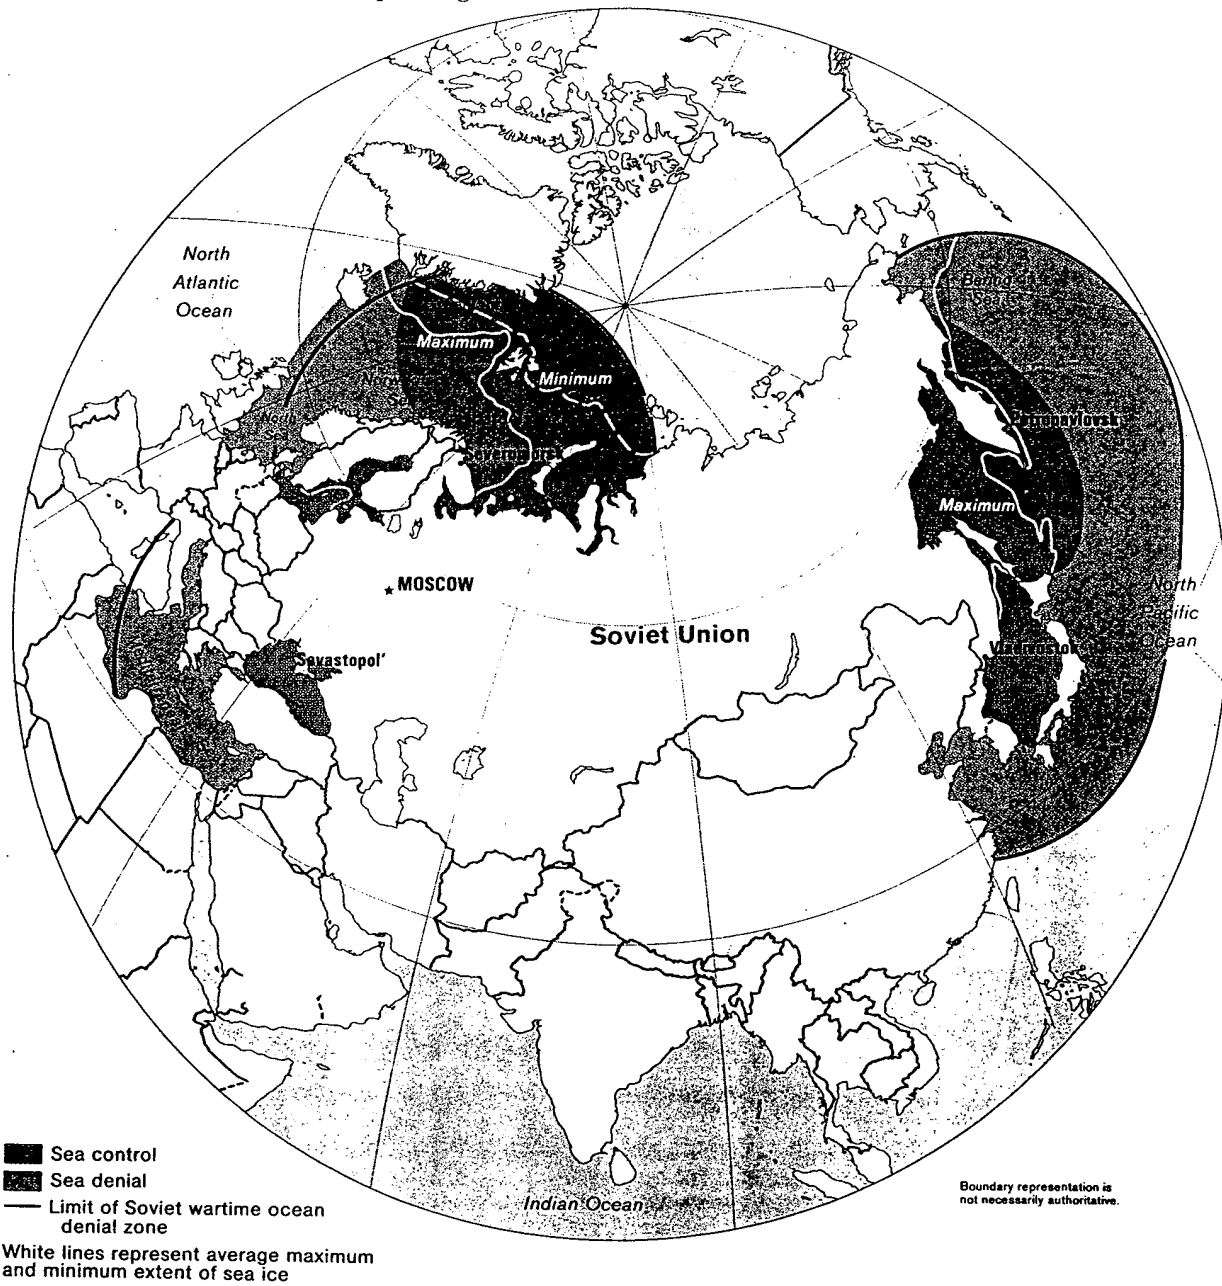 North
Atlantic
Ocean
Bering
Sea
Maximum
Minimum
Severomorsk
Petropavlovsk
Maximum
MOSCOW
Soviet Union
Sevastopol'
Vladivostok
North
Pacific
Ocean
Indian Ocean
Sea control
Sea denial
Limit of Soviet wartime ocean
denial zone
White lines represent average maximum
and minimum extent of sea ice
Boundary representation is
not necessarily authoritative.